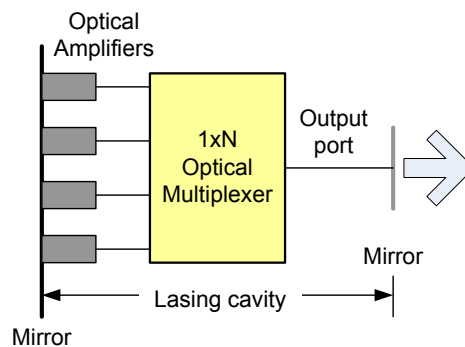 Optical
Amplifiers
1xN
Optical
Multiplexer
Output
port
Mirror
Lasing cavity
Mirror